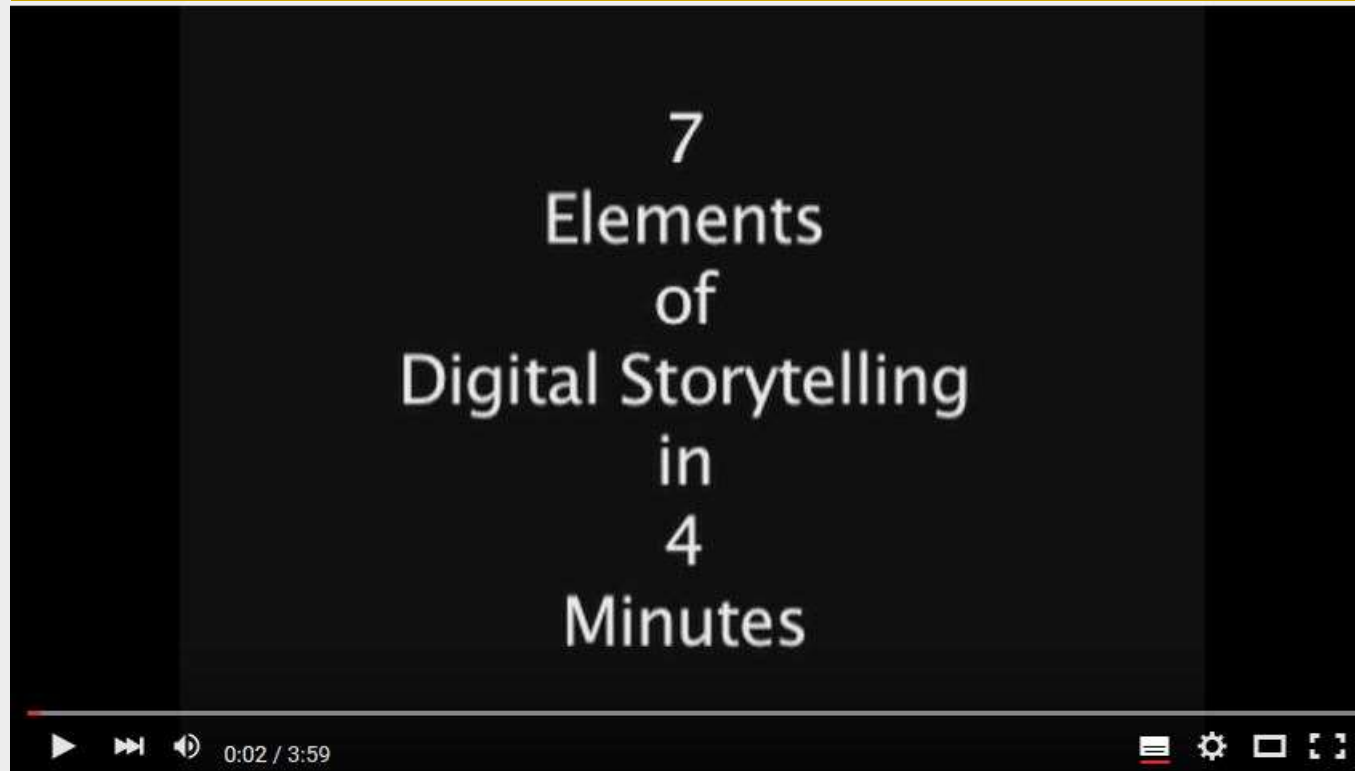 7
Elements
of
Digital Storytelling
in
4
Minutes
0:02 / 3:59